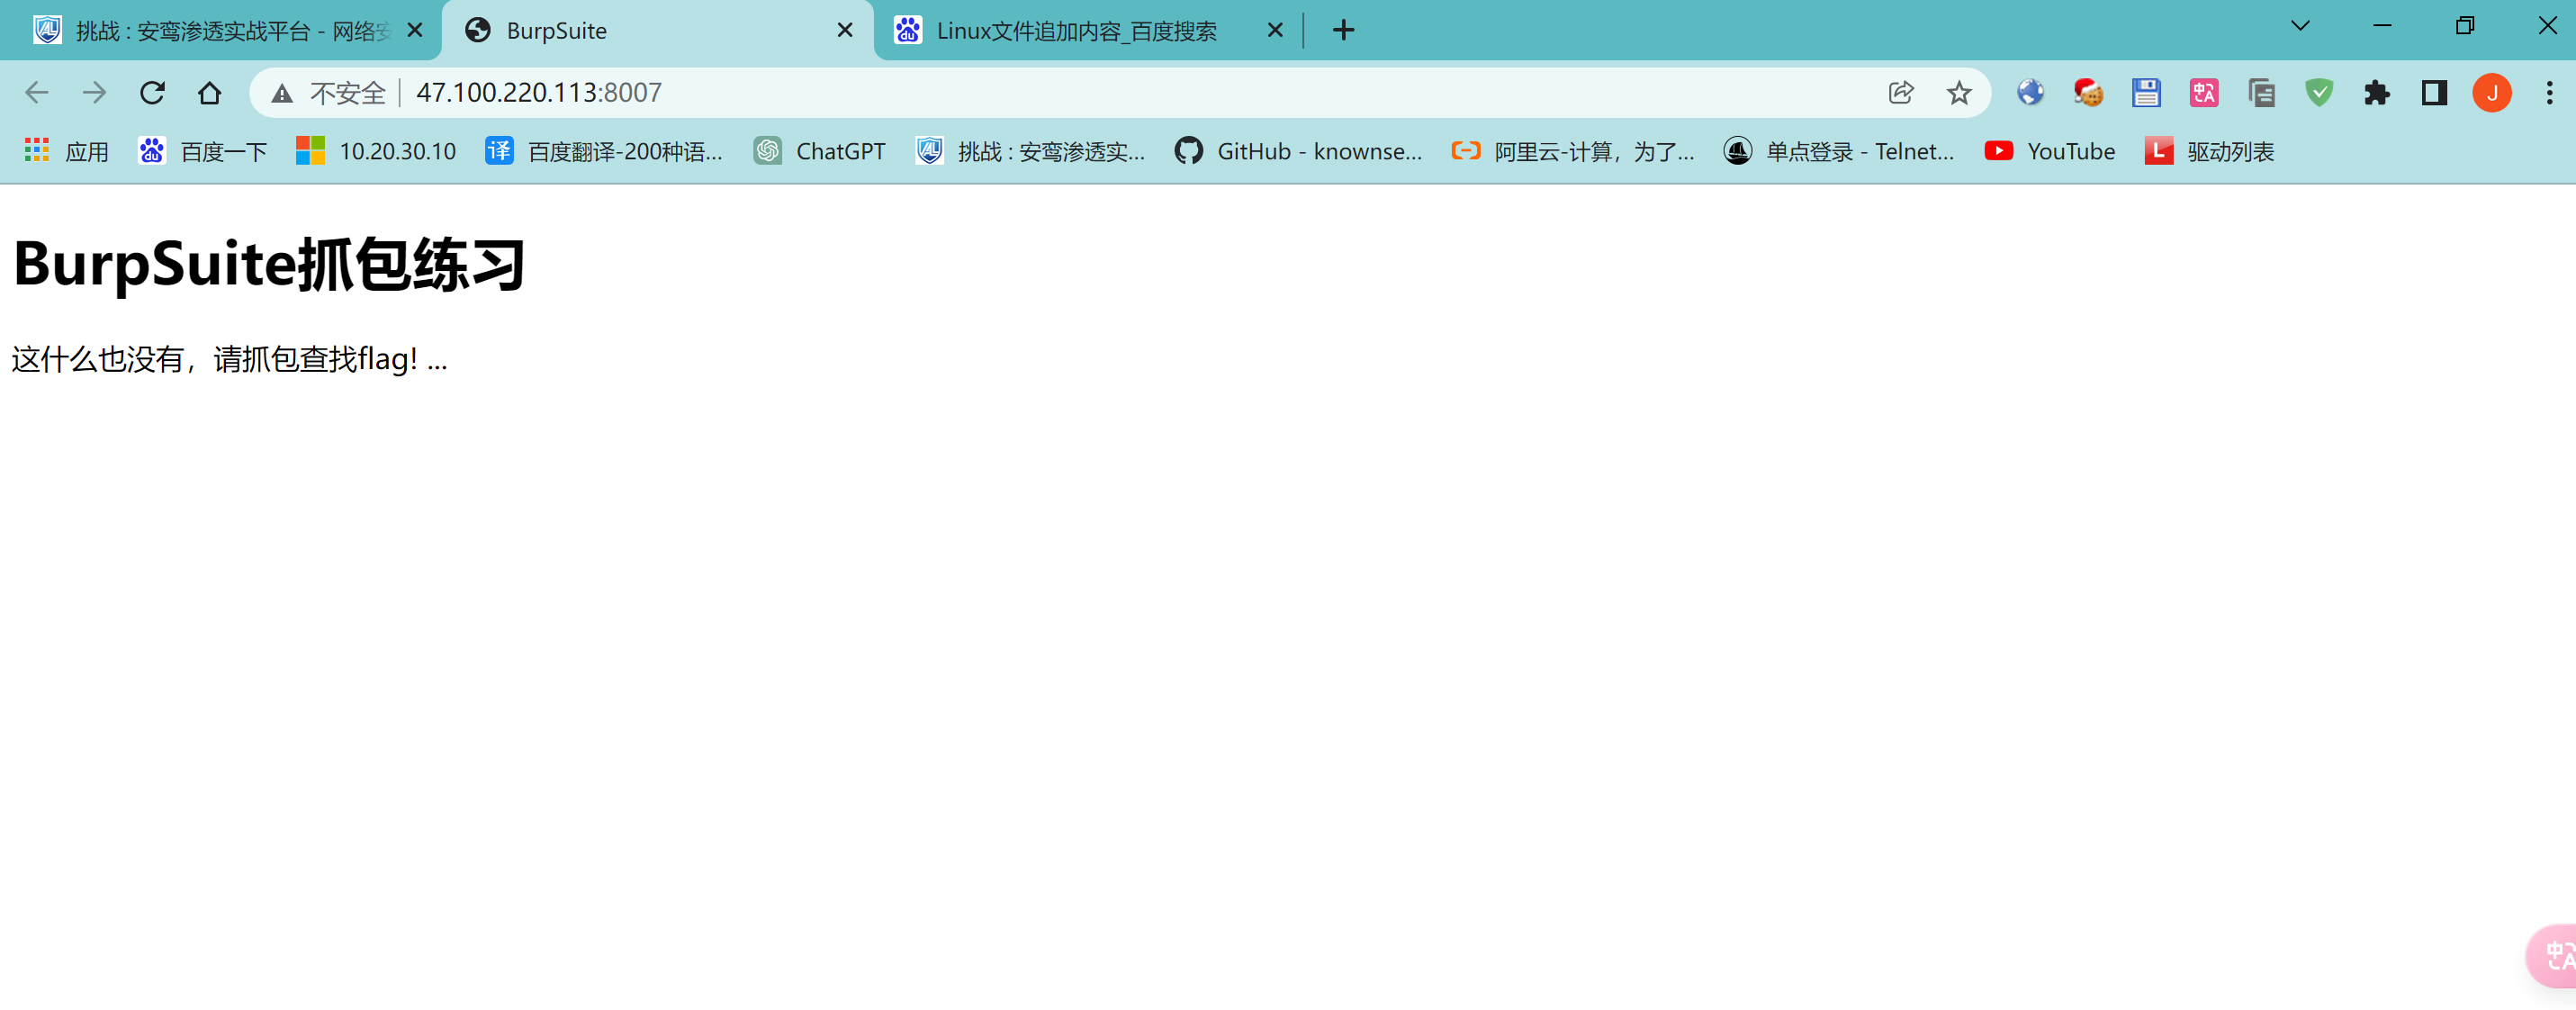 挑战 : 安鸾渗透实战平台 - 网络安
BurpSuite
Linux文件追加内容_百度搜索
不安全
47.100.220.113:8007
J
应用
百度一下
10.20.30.10
译
百度翻译-200种语...
ChatGPT
挑战 : 安鸾渗透实...
GitHub - knownse...
阿里云-计算，为了...
单点登录 - Telnet...
YouTube
L
驱动列表
BurpSuite抓包练习
这什么也没有，请抓包查找flag! ...
中A